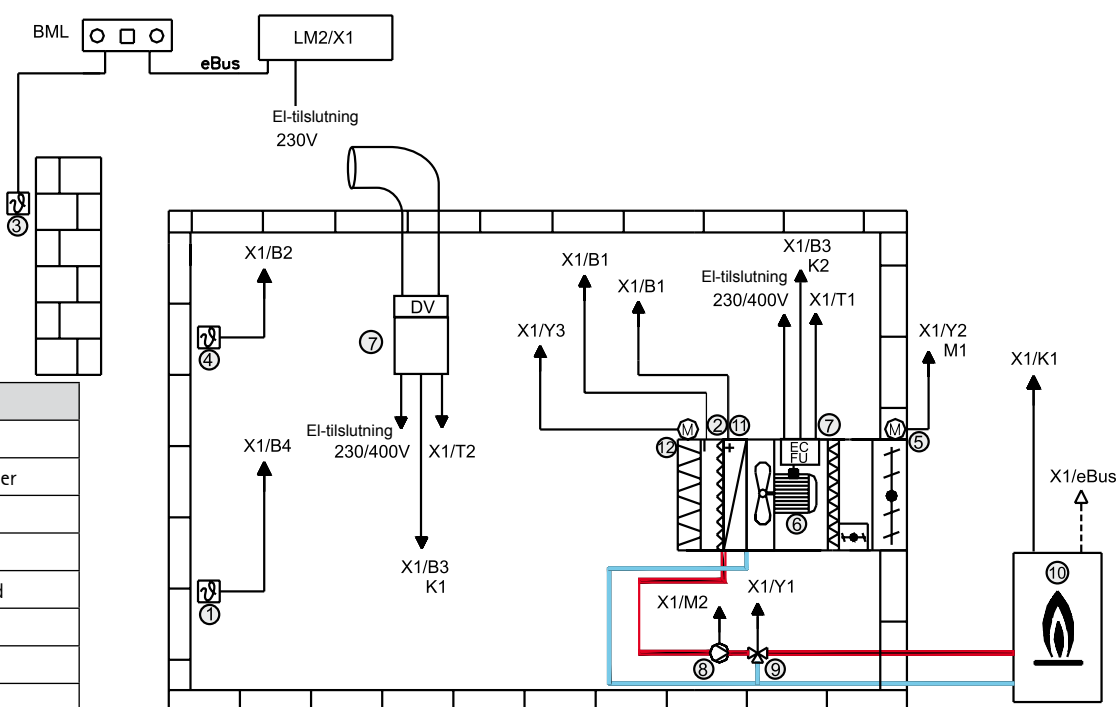 BML
LM2/X1
eBus
El-tilslutning
230V
3
X1/B2
4
X1/B4
1
DV
7
El-tilslutning
230/400V
X1/T2
X1/B3
K1
X1/Y3
X1/B1
X1/B1
X1/B3
K2
El-tilslutning
230/400V
X1/T1
X1/Y2
M1
M
2
11
7
M
5
12
EC
FU
6
X1/M2
X1/Y1
8
9
X1/K1
X1/eBus
10
er
d